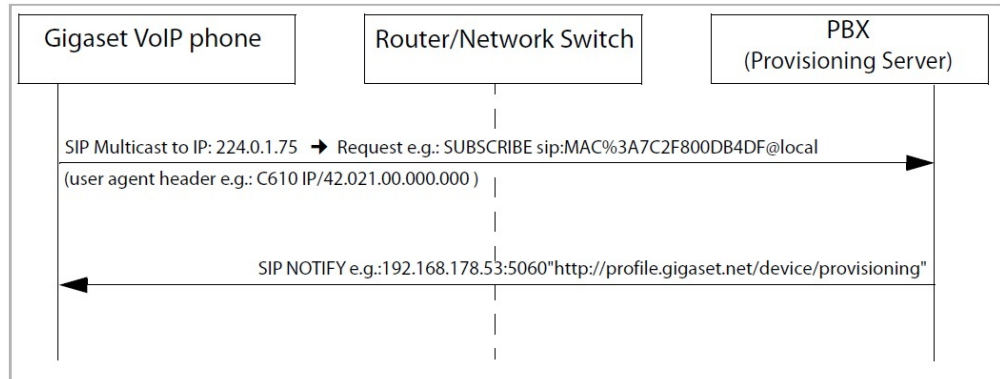 Gigaset VoIP phone
Router/Network Switch
PBX
(Provisioning Server)
SIP Multicast to IP: 224.0.1.75 ➔ Request e.g.: SUBSCRIBE sip:MAC%3A7C2F800DB4DF@local
(user agent header e.g.: C610 IP/42.021.00.000.000 )
SIP NOTIFY e.g.:192.168.178.53:5060"http://profile.gigaset.net/device/provisioning"